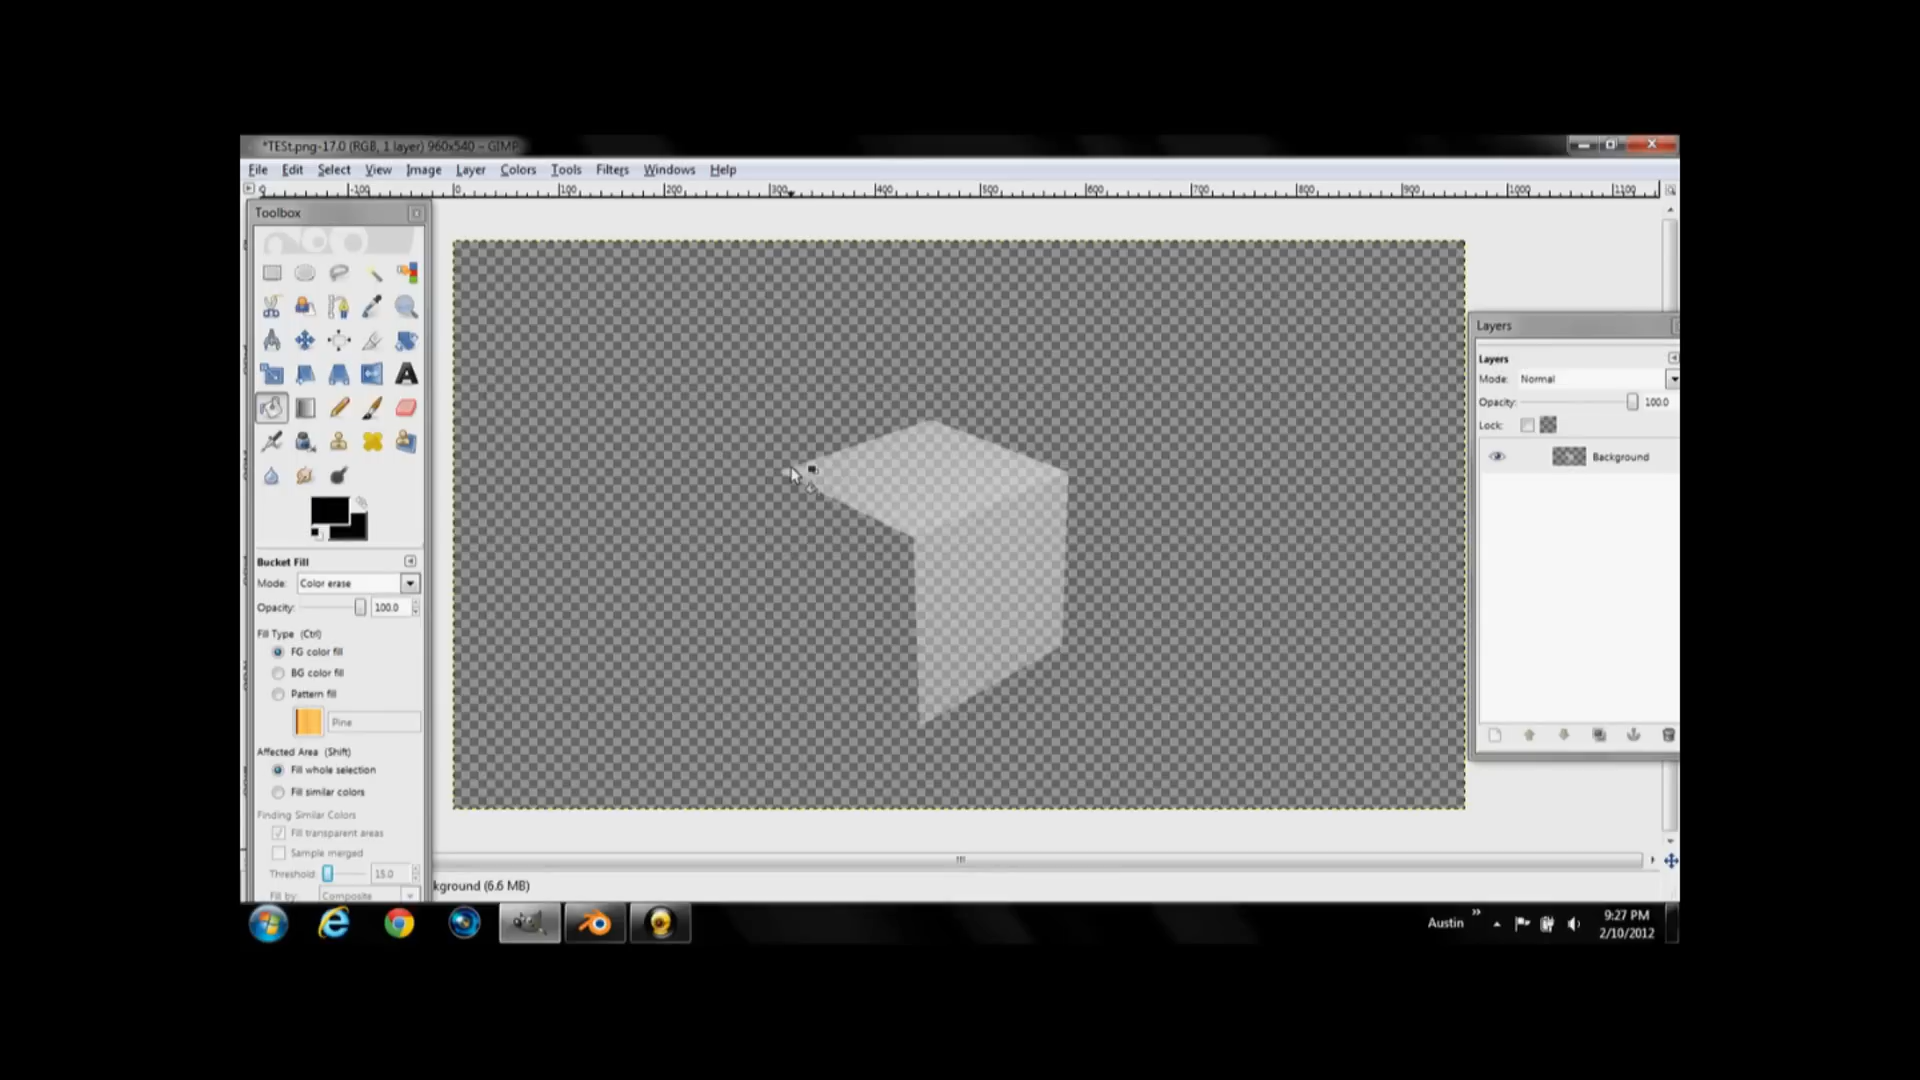 *TESt.png-17.0 (RGB, 1 layer) 960x540 – GIMP
File Edit Select View Image Layer Colors Tools Filters Windows Help
0 -100 0 100 200 300 400 500 600 700 800 900 1000 1100
Toolbox
Bucket Fill
Mode: Color erase
Opacity: 100.0
Fill Type (Ctrl)
FG color fill
BG color fill
Pattern fill
Pine
Affected Area (Shift)
Fill whole selection
Fill similar colors
Finding Similar Colors
Fill transparent areas
Sample merged
Threshold: 15.0
Fill by: Composite
Layers
Layers
Mode: Normal
Opacity: 100.0
Lock:
Background
kground (6.6 MB)
Austin
9:27 PM
2/10/2012